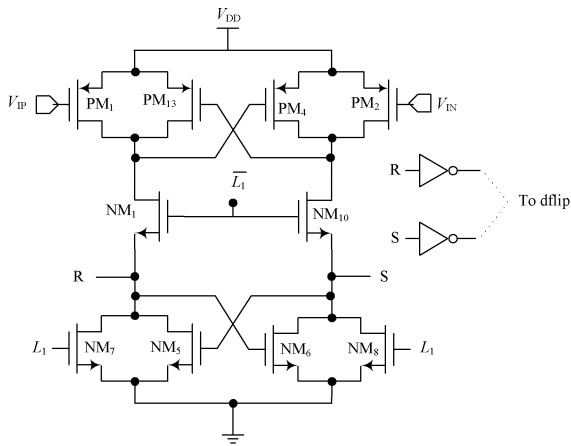 V_DD
V_IP
PM_1
PM_13
PM_4
PM_2
V_IN
L̅_1
NM_1
NM_10
R
S
To dflip
R
S
L_1
NM_7
NM_5
NM_6
NM_8
L_1